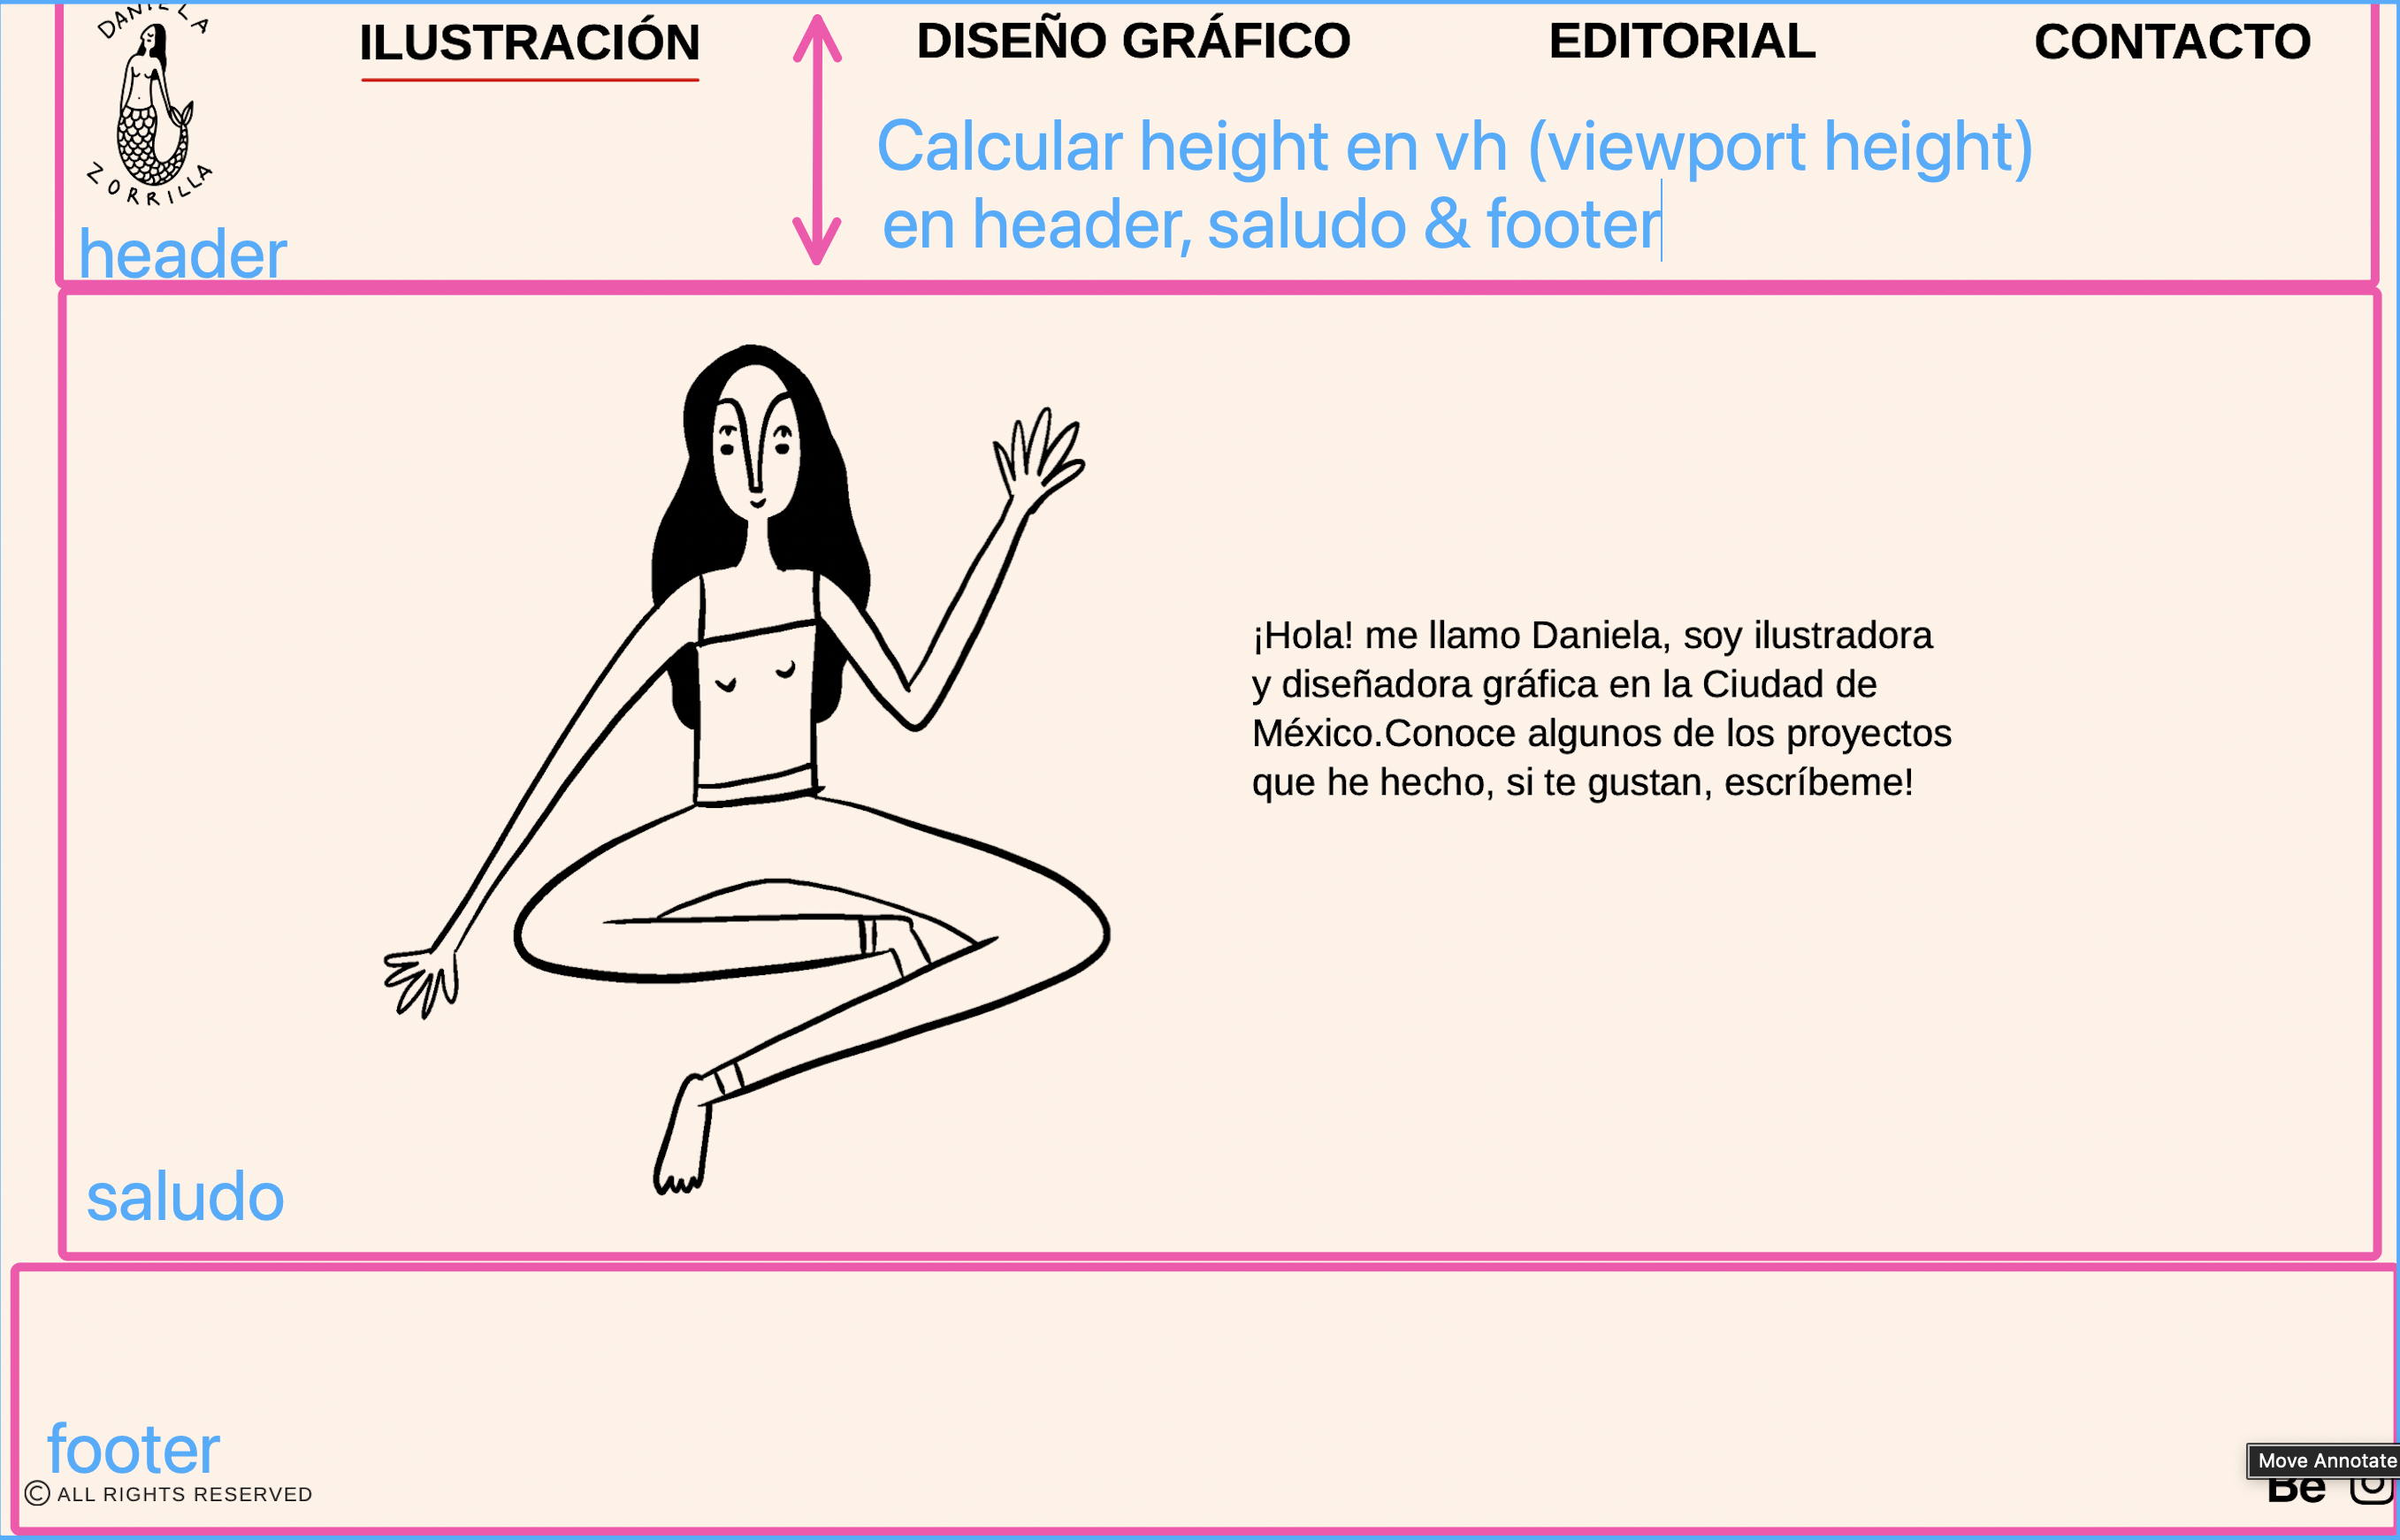 DANIELA
ZORRILLA
ILUSTRACIÓN
DISEÑO GRÁFICO
EDITORIAL
CONTACTO
Calcular height en vh (viewport height)
en header, saludo & footer
header
¡Hola! me llamo Daniela, soy ilustradora
y diseñadora gráfica en la Ciudad de
México.Conoce algunos de los proyectos
que he hecho, si te gustan, escríbeme!
saludo
footer
Move Annotate
© ALL RIGHTS RESERVED
Be